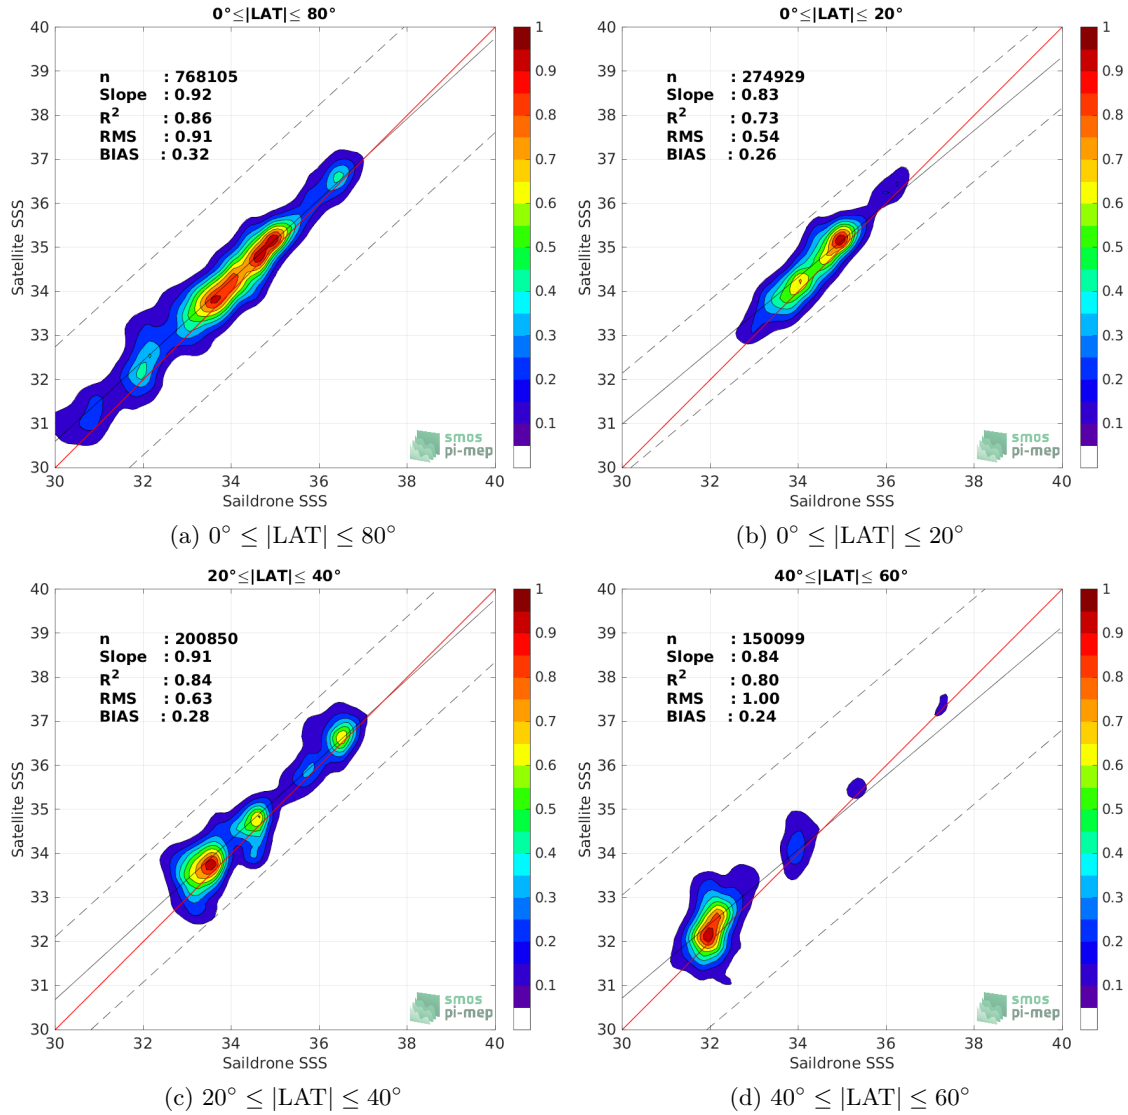 0°≤|LAT|≤ 80°
n : 768105
Slope : 0.92
R² : 0.86
RMS : 0.91
BIAS : 0.32
Satellite SSS
40
39
38
37
36
35
34
33
32
31
30
30 32 34 36 38 40
Saildrone SSS
smos
pi-mep
1
0.9
0.8
0.7
0.6
0.5
0.4
0.3
0.2
0.1
(a) 0° ≤ |LAT| ≤ 80°
0°≤|LAT|≤ 20°
n : 274929
Slope : 0.83
R² : 0.73
RMS : 0.54
BIAS : 0.26
Satellite SSS
40
39
38
37
36
35
34
33
32
31
30
30 32 34 36 38 40
Saildrone SSS
smos
pi-mep
1
0.9
0.8
0.7
0.6
0.5
0.4
0.3
0.2
0.1
(b) 0° ≤ |LAT| ≤ 20°
20°≤|LAT|≤ 40°
n : 200850
Slope : 0.91
R² : 0.84
RMS : 0.63
BIAS : 0.28
Satellite SSS
40
39
38
37
36
35
34
33
32
31
30
30 32 34 36 38 40
Saildrone SSS
smos
pi-mep
1
0.9
0.8
0.7
0.6
0.5
0.4
0.3
0.2
0.1
(c) 20° ≤ |LAT| ≤ 40°
40°≤|LAT|≤ 60°
n : 150099
Slope : 0.84
R² : 0.80
RMS : 1.00
BIAS : 0.24
Satellite SSS
40
39
38
37
36
35
34
33
32
31
30
30 32 34 36 38 40
Saildrone SSS
smos
pi-mep
1
0.9
0.8
0.7
0.6
0.5
0.4
0.3
0.2
0.1
(d) 40° ≤ |LAT| ≤ 60°